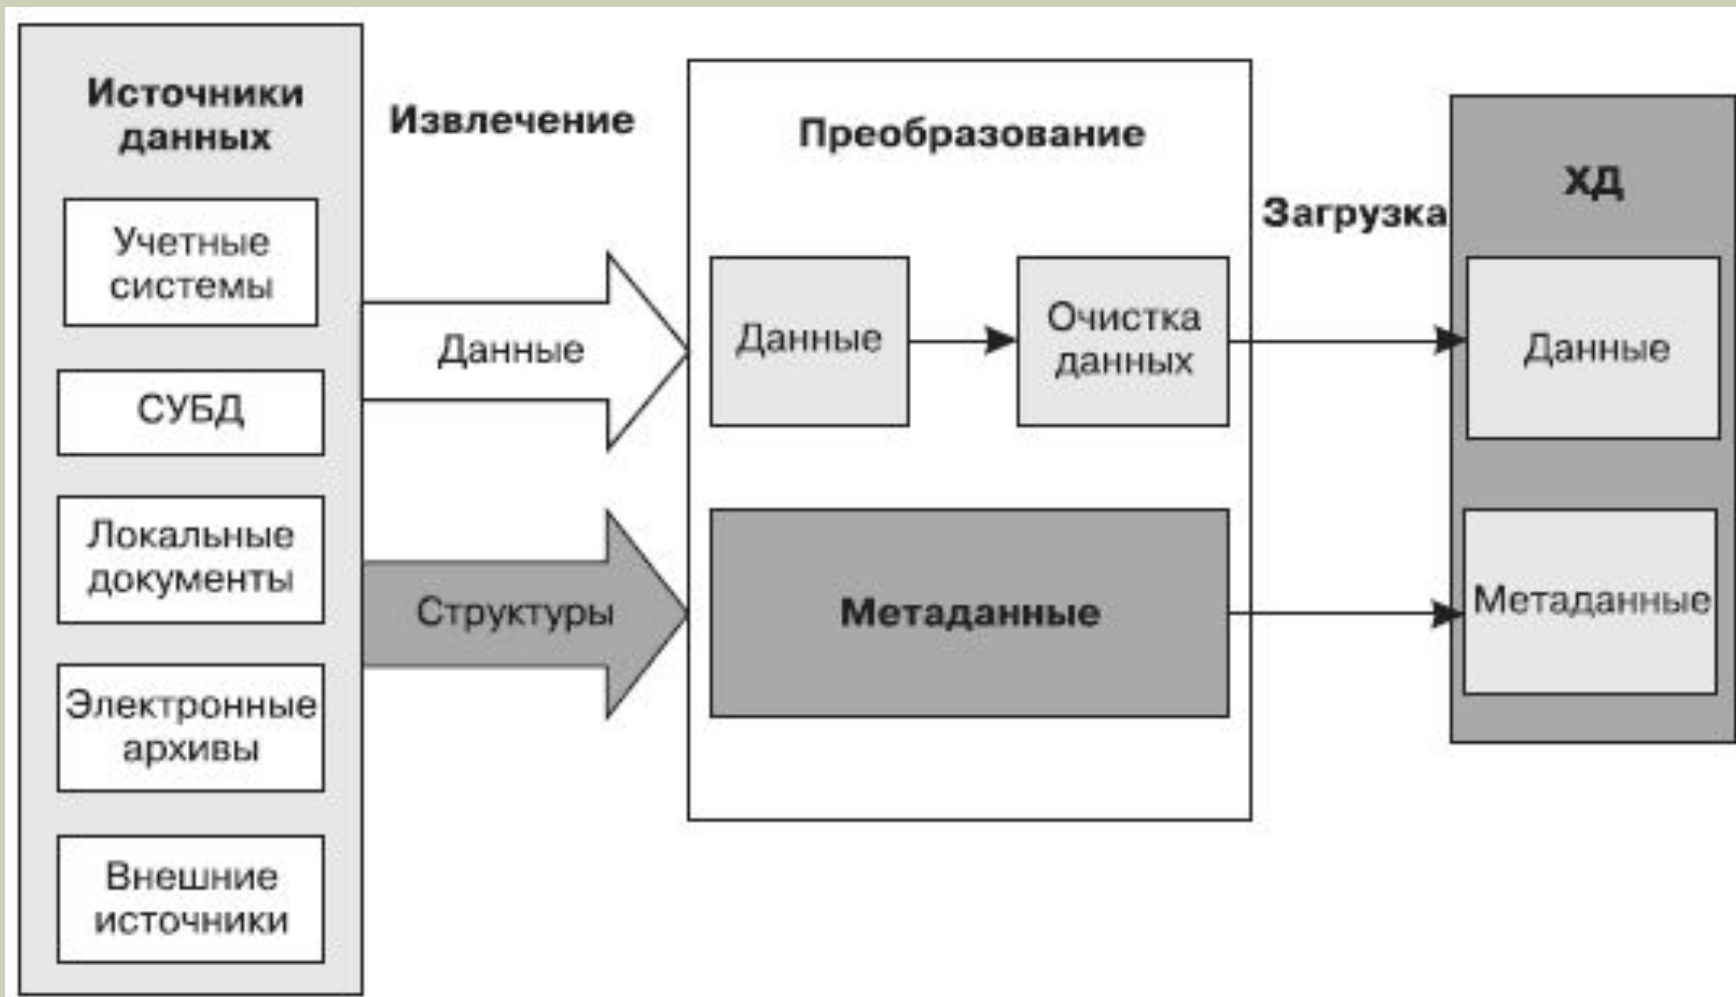 Источники
данных
Учетные
системы
СУБД
Локальные
документы
Электронные
архивы
Внешние
источники
Извлечение
Данные
Структуры
Преобразование
Данные
Очистка
данных
Метаданные
Загрузка
ХД
Данные
Метаданные